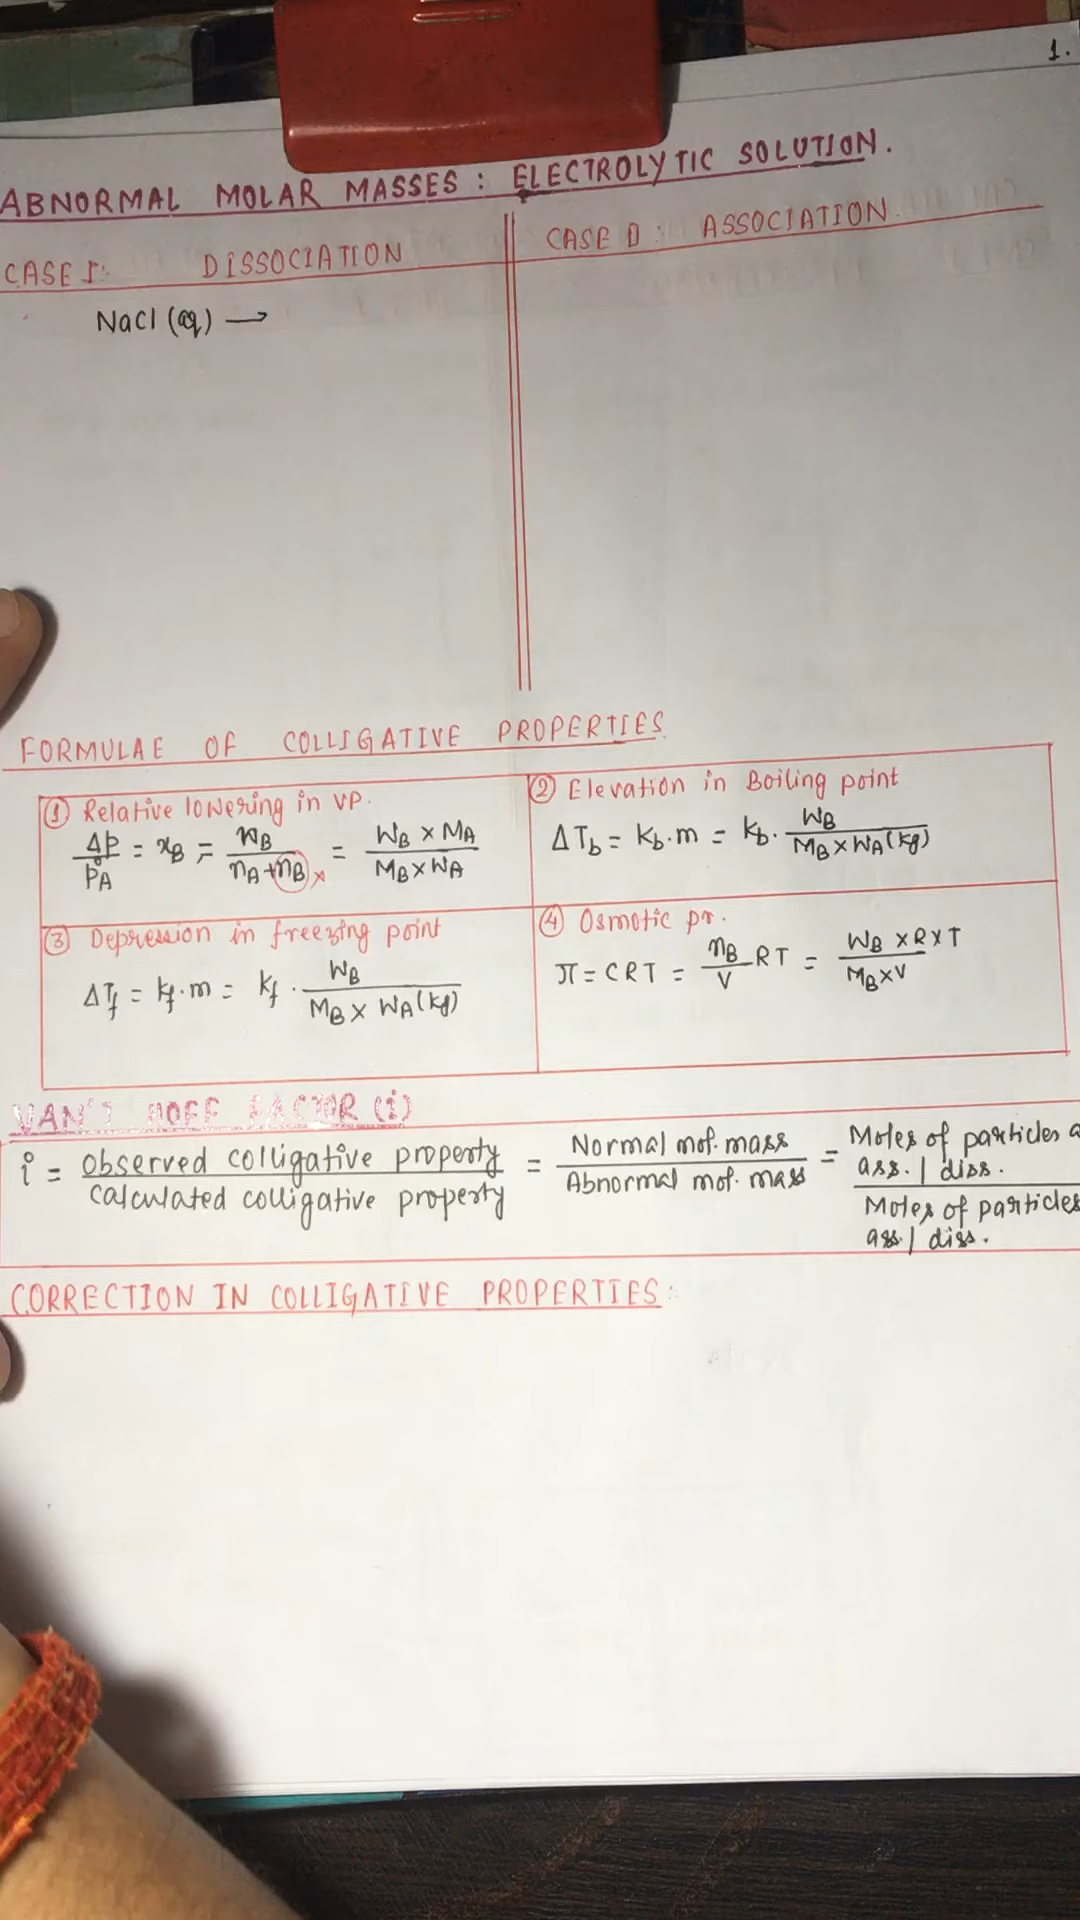 1.
ABNORMAL MOLAR MASSES : ELECTROLYTIC SOLUTION.
CASE I: DISSOCIATION
NaCl (aq) →
CASE II : ASSOCIATION
FORMULAE OF COLLIGATIVE PROPERTIES
① Relative lowering in VP.
Δp/p°A = xB = nB/(nA+nB) × = WB × MA / MB × WA
② Elevation in Boiling point
ΔTb = Kb.m = Kb. WB / MB × WA(kg)
③ Depression in freezing point
ΔTf = Kf.m = Kf . WB / MB × WA(kg)
④ Osmotic pr.
π = CRT = nB/V RT = WB × R × T / MB × V
VAN'T HOFF FACTOR (i)
i = observed colligative property / calculated colligative property = Normal mol. mass / Abnormal mol. mass = Moles of particles a ass. / diss. / Moles of particles ass / diss.
CORRECTION IN COLLIGATIVE PROPERTIES :